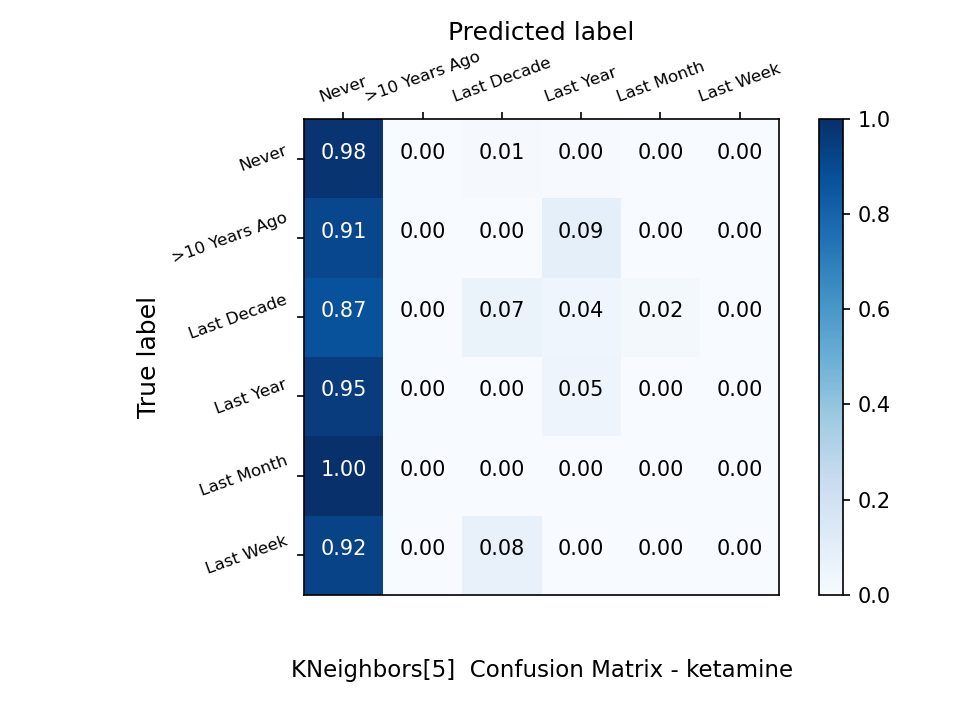 Predicted label
Never >10 Years Ago Last Decade Last Year Last Month Last Week
True label
Never 0.98 0.00 0.01 0.00 0.00 0.00
>10 Years Ago 0.91 0.00 0.00 0.09 0.00 0.00
Last Decade 0.87 0.00 0.07 0.04 0.02 0.00
Last Year 0.95 0.00 0.00 0.05 0.00 0.00
Last Month 1.00 0.00 0.00 0.00 0.00 0.00
Last Week 0.92 0.00 0.08 0.00 0.00 0.00
1.0
0.8
0.6
0.4
0.2
0.0
KNeighbors[5]  Confusion Matrix - ketamine